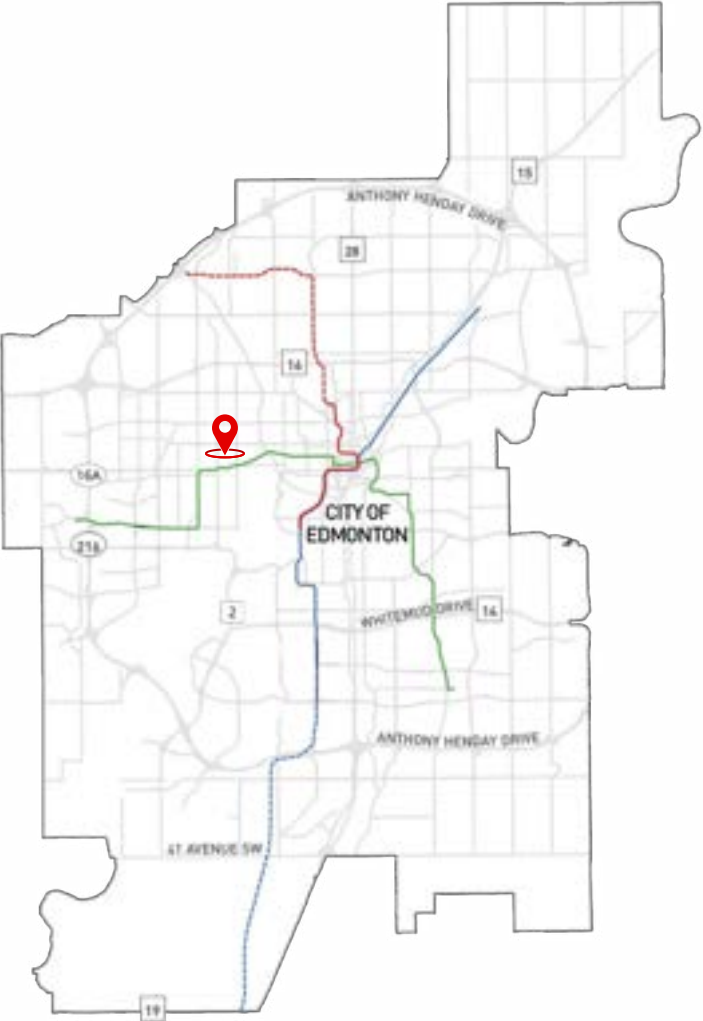 15
ANTHONY HENDAY DRIVE
28
16
16A
CITY OF
EDMONTON
216
2
WHITEMUD DRIVE
14
ANTHONY HENDAY DRIVE
41 AVENUE SW
19